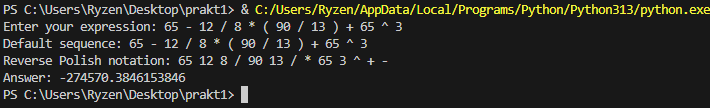 PS C:\Users\Ryzen\Desktop\prakt1> & C:/Users/Ryzen/AppData/Local/Programs/Python/Python313/python.exe
Enter your expression: 65 - 12 / 8 * ( 90 / 13 ) + 65 ^ 3
Default sequence: 65 - 12 / 8 * ( 90 / 13 ) + 65 ^ 3
Reverse Polish notation: 65 12 8 / 90 13 / * 65 3 ^ + -
Answer: -274570.3846153846
PS C:\Users\Ryzen\Desktop\prakt1>